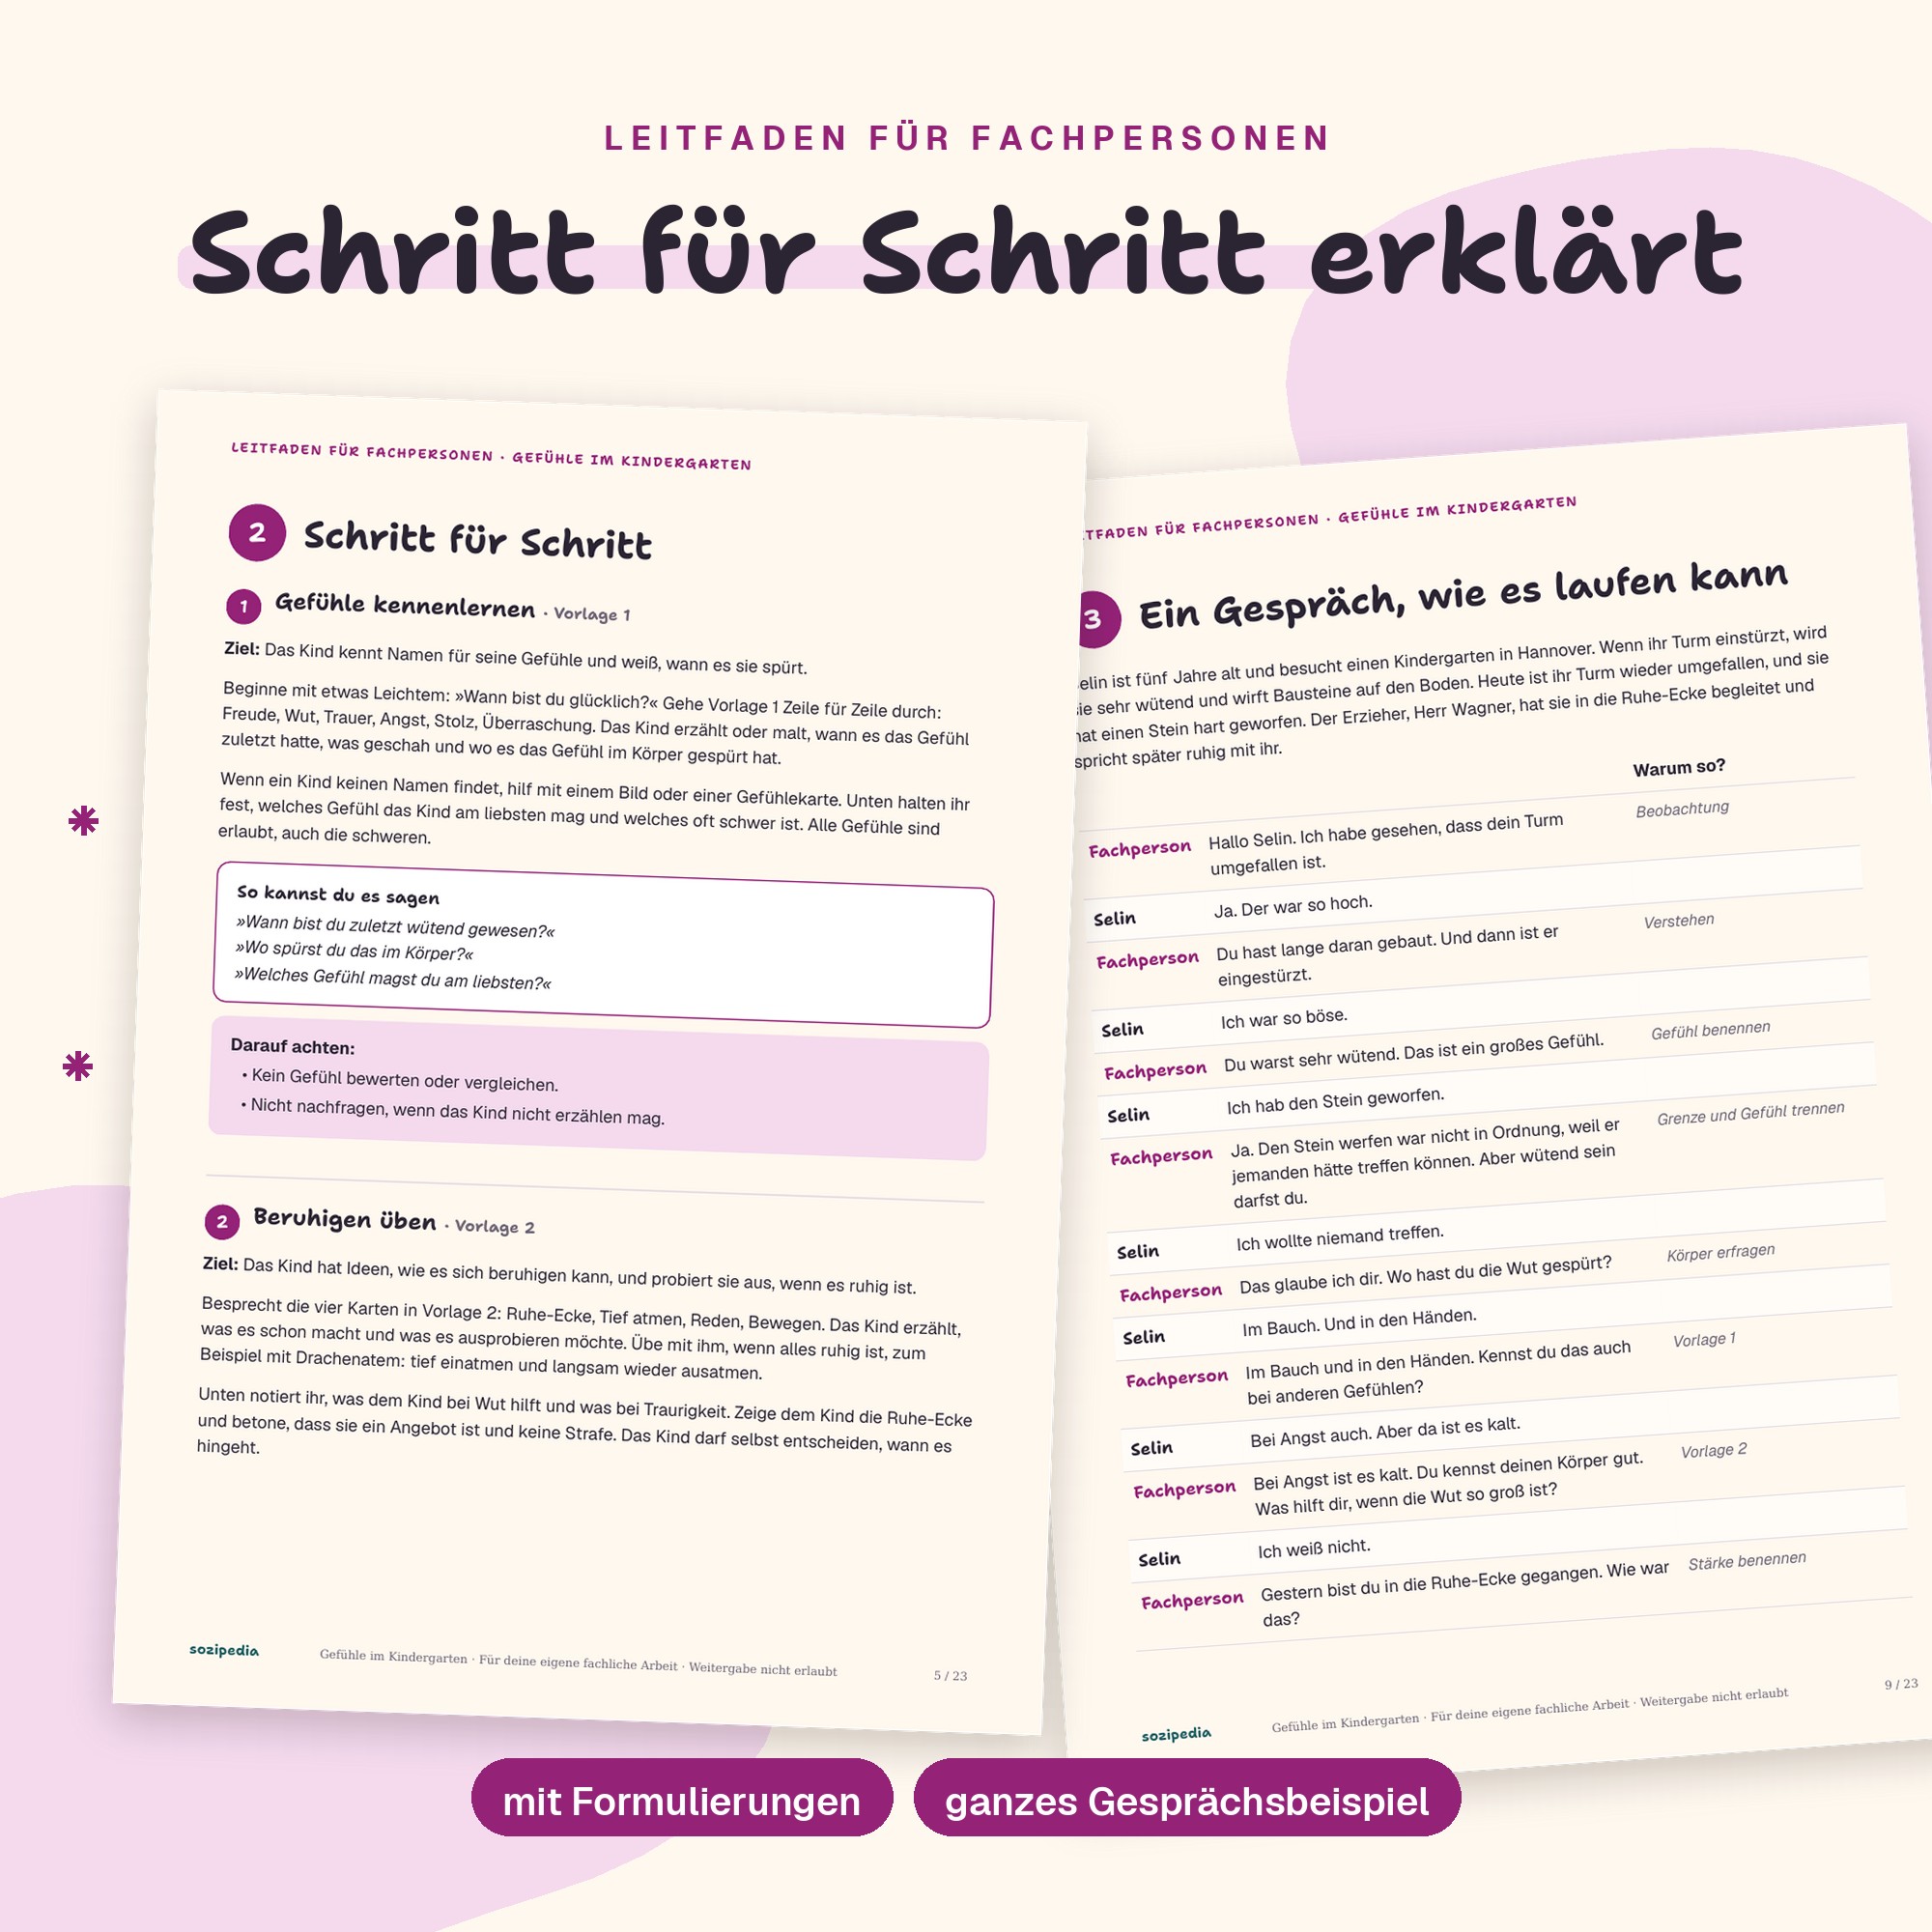 LEITFADEN FÜR FACHPERSONEN
Schritt für Schritt erklärt
LEITFADEN FÜR FACHPERSONEN · GEFÜHLE IM KINDERGARTEN
2 Schritt für Schritt
1 Gefühle kennenlernen · Vorlage 1
Ziel: Das Kind kennt Namen für seine Gefühle und weiß, wann es sie spürt.
Beginne mit etwas Leichtem: »Wann bist du glücklich?« Gehe Vorlage 1 Zeile für Zeile durch:
Freude, Wut, Trauer, Angst, Stolz, Überraschung. Das Kind erzählt oder malt, wann es das Gefühl
zuletzt hatte, was geschah und wo es das Gefühl im Körper gespürt hat.
Wenn ein Kind keinen Namen findet, hilf mit einem Bild oder einer Gefühlekarte. Unten halten ihr
fest, welches Gefühl das Kind am liebsten mag und welches oft schwer ist. Alle Gefühle sind
erlaubt, auch die schweren.
So kannst du es sagen
»Wann bist du zuletzt wütend gewesen?«
»Wo spürst du das im Körper?«
»Welches Gefühl magst du am liebsten?«
Darauf achten:
• Kein Gefühl bewerten oder vergleichen.
• Nicht nachfragen, wenn das Kind nicht erzählen mag.
2 Beruhigen üben · Vorlage 2
Ziel: Das Kind hat Ideen, wie es sich beruhigen kann, und probiert sie aus, wenn es ruhig ist.
Besprecht die vier Karten in Vorlage 2: Ruhe-Ecke, Tief atmen, Reden, Bewegen. Das Kind erzählt,
was es schon macht und was es ausprobieren möchte. Übe mit ihm, wenn alles ruhig ist, zum
Beispiel mit Drachenatem: tief einatmen und langsam wieder ausatmen.
Unten notiert ihr, was dem Kind bei Wut hilft und was bei Traurigkeit. Zeige dem Kind die Ruhe-Ecke
und betone, dass sie ein Angebot ist und keine Strafe. Das Kind darf selbst entscheiden, wann es
hingeht.
sozipedia Gefühle im Kindergarten · Für deine eigene fachliche Arbeit · Weitergabe nicht erlaubt 5 / 23
ITFADEN FÜR FACHPERSONEN · GEFÜHLE IM KINDERGARTEN
3 Ein Gespräch, wie es laufen kann
elin ist fünf Jahre alt und besucht einen Kindergarten in Hannover. Wenn ihr Turm einstürzt, wird
ie sehr wütend und wirft Bausteine auf den Boden. Heute ist ihr Turm wieder umgefallen, und sie
hat einen Stein hart geworfen. Der Erzieher, Herr Wagner, hat sie in die Ruhe-Ecke begleitet und
spricht später ruhig mit ihr.
Warum so?
Fachperson Hallo Selin. Ich habe gesehen, dass dein Turm Beobachtung
umgefallen ist.
Selin Ja. Der war so hoch.
Fachperson Du hast lange daran gebaut. Und dann ist er Verstehen
eingestürzt.
Selin Ich war so böse.
Fachperson Du warst sehr wütend. Das ist ein großes Gefühl. Gefühl benennen
Selin Ich hab den Stein geworfen.
Fachperson Ja. Den Stein werfen war nicht in Ordnung, weil er Grenze und Gefühl trennen
jemanden hätte treffen können. Aber wütend sein
darfst du.
Selin Ich wollte niemand treffen.
Fachperson Das glaube ich dir. Wo hast du die Wut gespürt? Körper erfragen
Selin Im Bauch. Und in den Händen.
Fachperson Im Bauch und in den Händen. Kennst du das auch Vorlage 1
bei anderen Gefühlen?
Selin Bei Angst auch. Aber da ist es kalt.
Fachperson Bei Angst ist es kalt. Du kennst deinen Körper gut. Vorlage 2
Was hilft dir, wenn die Wut so groß ist?
Selin Ich weiß nicht.
Fachperson Gestern bist du in die Ruhe-Ecke gegangen. Wie war Stärke benennen
das?
sozipedia Gefühle im Kindergarten · Für deine eigene fachliche Arbeit · Weitergabe nicht erlaubt 9 / 23
mit Formulierungen
ganzes Gesprächsbeispiel